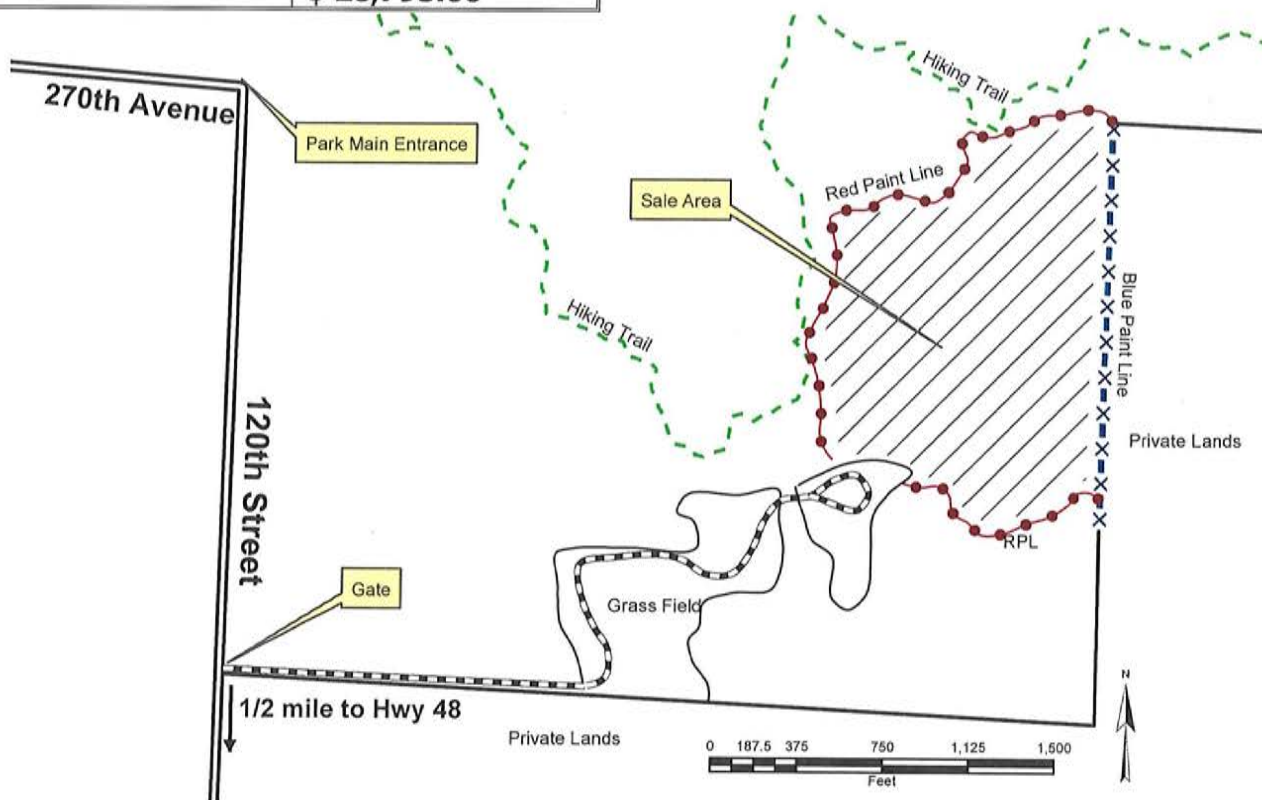 270th Avenue
Park Main Entrance
Hiking Trail
Red Paint Line
Sale Area
Blue Paint Line
Hiking Trail
120th Street
Private Lands
RPL
Gate
Grass Field
N
1/2 mile to Hwy 48
Private Lands
0 187.5 375 750 1,125 1,500
Feet